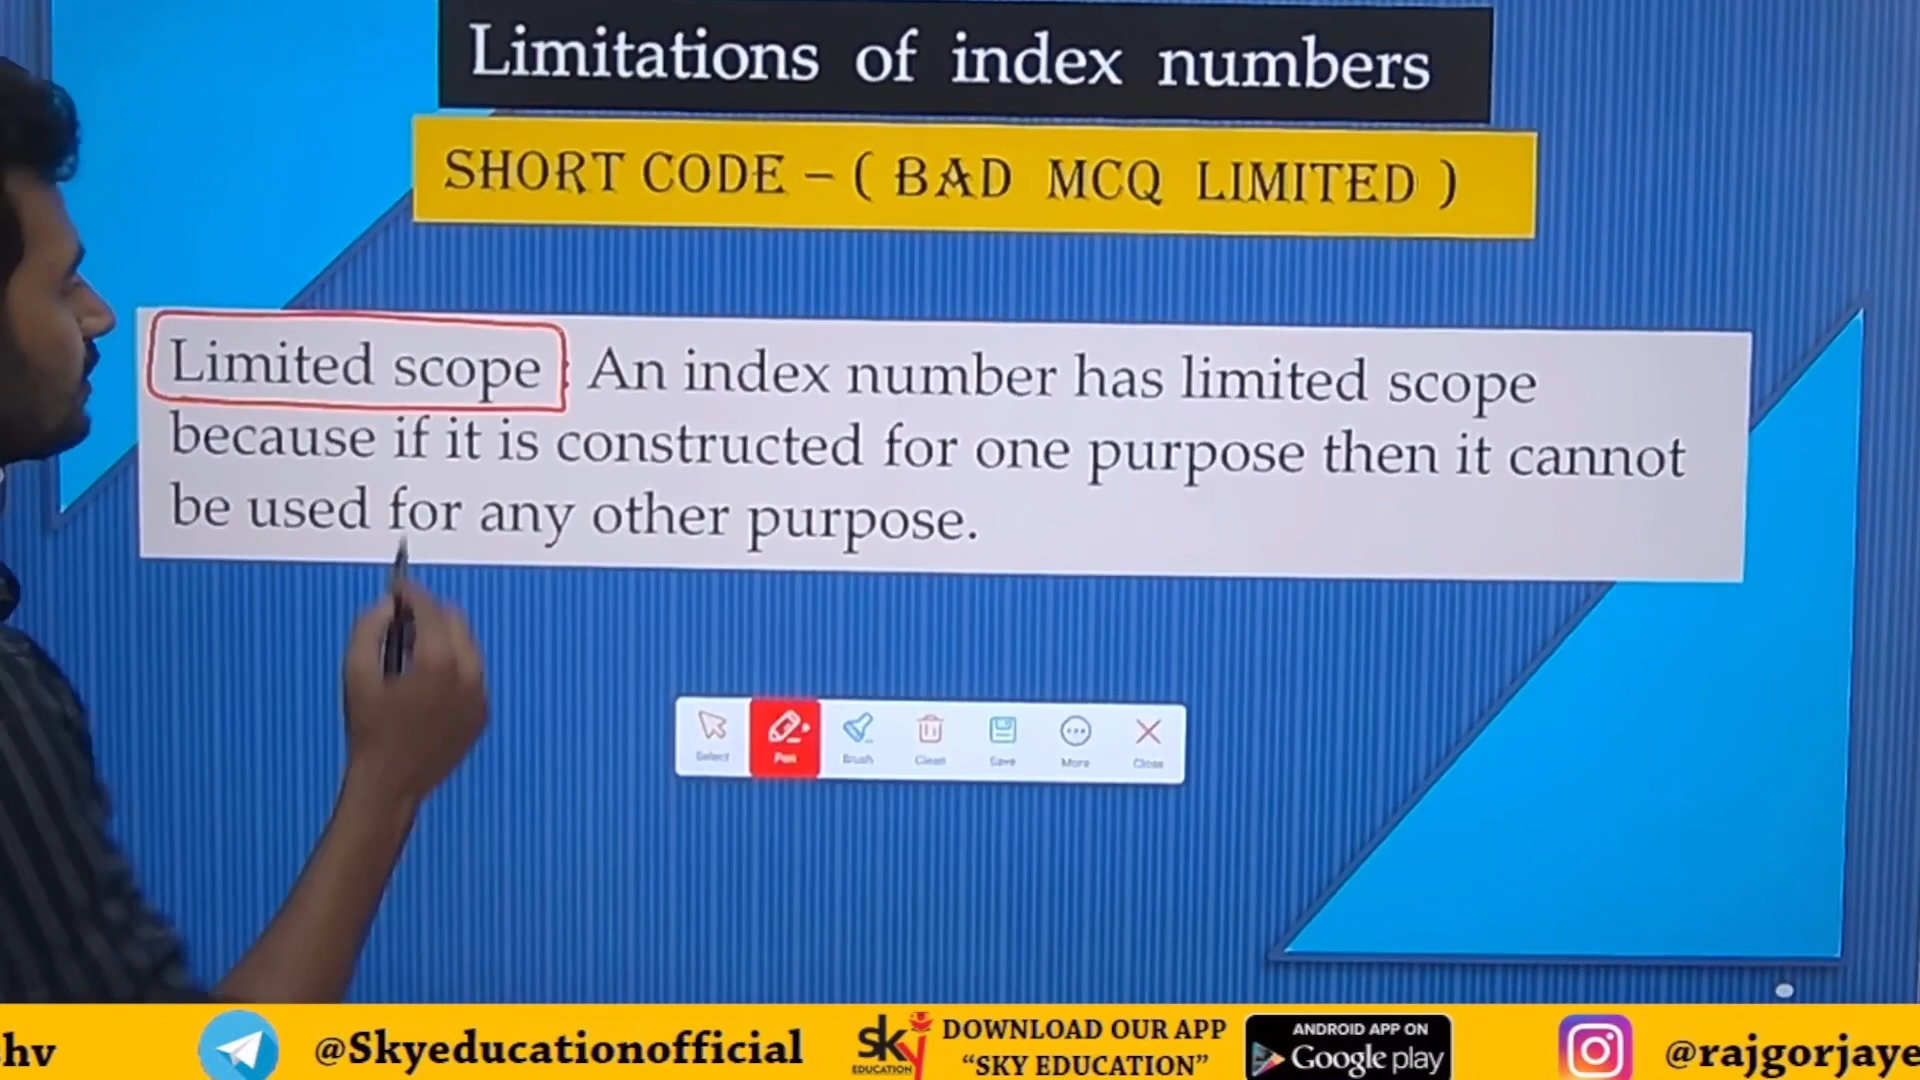 Limitations of index numbers
SHORT CODE – ( BAD MCQ LIMITED )
Limited scope : An index number has limited scope
because if it is constructed for one purpose then it cannot
be used for any other purpose.
Select Pen Brush Clean Save More Close
hv
@Skyeducationofficial
sky
EDUCATION
DOWNLOAD OUR APP
“SKY EDUCATION”
ANDROID APP ON
Google play
@rajgorjaye